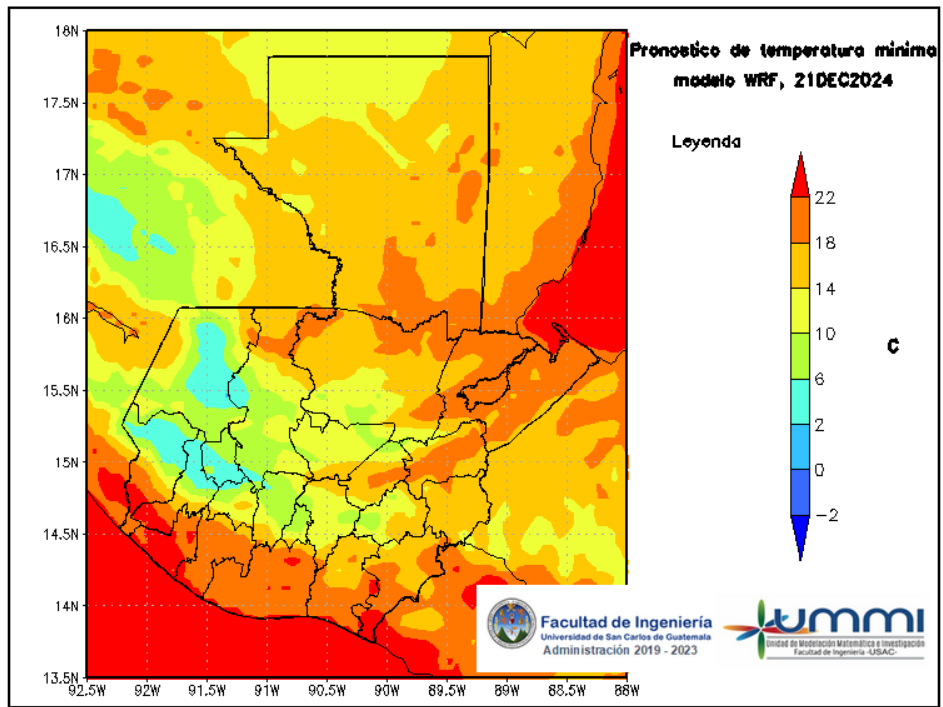 Pronostico de temperatura minima
modelo WRF, 21DEC2024
Leyenda
22
18
14
10
6
2
0
−2
C
18N
17.5N
17N
16.5N
16N
15.5N
15N
14.5N
14N
13.5N
92.5W 92W 91.5W 91W 90.5W 90W 89.5W 89W 88.5W 88W
Facultad de Ingeniería
Universidad de San Carlos de Guatemala
Administración 2019 - 2023
UMMI
Unidad de Modelación Matemática e Investigación
Facultad de Ingeniería -USAC-